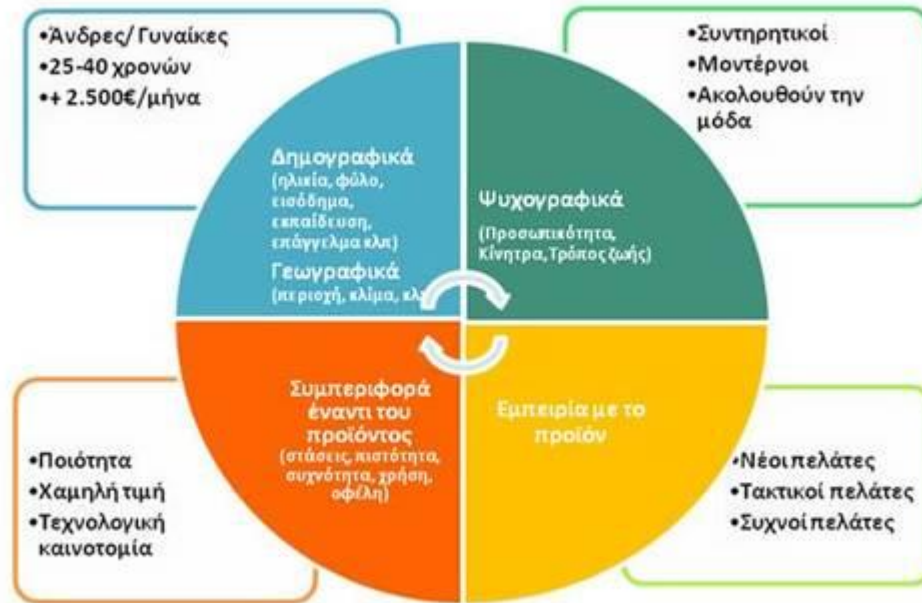 •Άνδρες/ Γυναίκες
•25-40 χρονών
•+ 2.500€/μήνα
•Συντηρητικοί
•Μοντέρνοι
•Ακολουθούν την
μόδα
Δημογραφικά
(ηλικία, φύλο,
εισόδημα,
εκπαίδευση,
επάγγελμα κλπ)
Γεωγραφικά
(περιοχή, κλίμα,
Ψυχογραφικά
(Προσωπικότητα,
Κίνητρα, Τρόπος ζωής)
Συμπεριφορά
έναντι του
προϊόντος
(στάσεις, πιστότητα,
συχνότητα, χρήση,
οφέλη)
Εμπειρία με το
προϊόν
•Ποιότητα
•Χαμηλή τιμή
•Τεχνολογική
καινοτομία
•Νέοι πελάτες
•Τακτικοί πελάτες
•Συχνοί πελάτες